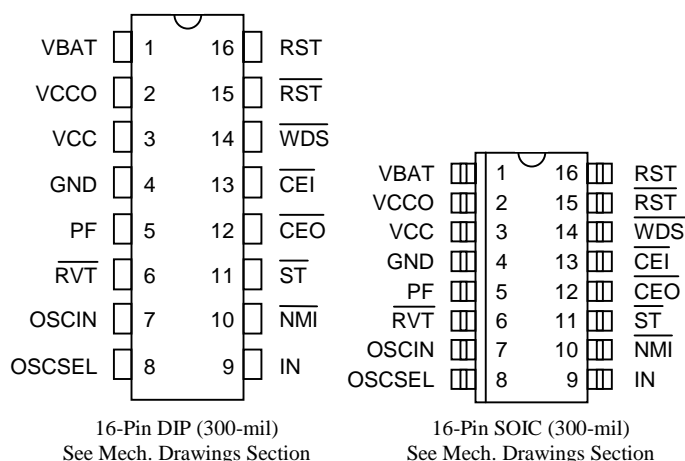 VBAT 1 16 RST
VCCO 2 15 RST
VCC 3 14 WDS
GND 4 13 CEI
PF 5 12 CEO
RVT 6 11 ST
OSCIN 7 10 NMI
OSCSEL 8 9 IN
16-Pin DIP (300-mil)
See Mech. Drawings Section
VBAT 1 16 RST
VCCO 2 15 RST
VCC 3 14 WDS
GND 4 13 CEI
PF 5 12 CEO
RVT 6 11 ST
OSCIN 7 10 NMI
OSCSEL 8 9 IN
16-Pin SOIC (300-mil)
See Mech. Drawings Section